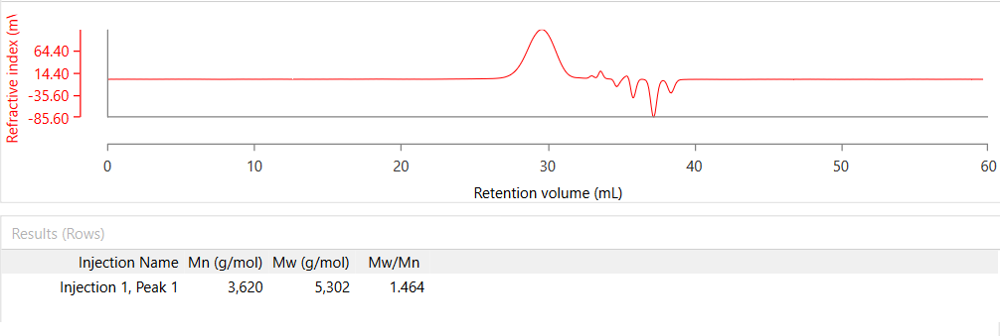 Refractive index (m\
64.40
14.40
-35.60
-85.60
0 10 20 30 40 50 60
Retention volume (mL)
Results (Rows)
Injection Name Mn (g/mol) Mw (g/mol) Mw/Mn
Injection 1, Peak 1 3,620 5,302 1.464